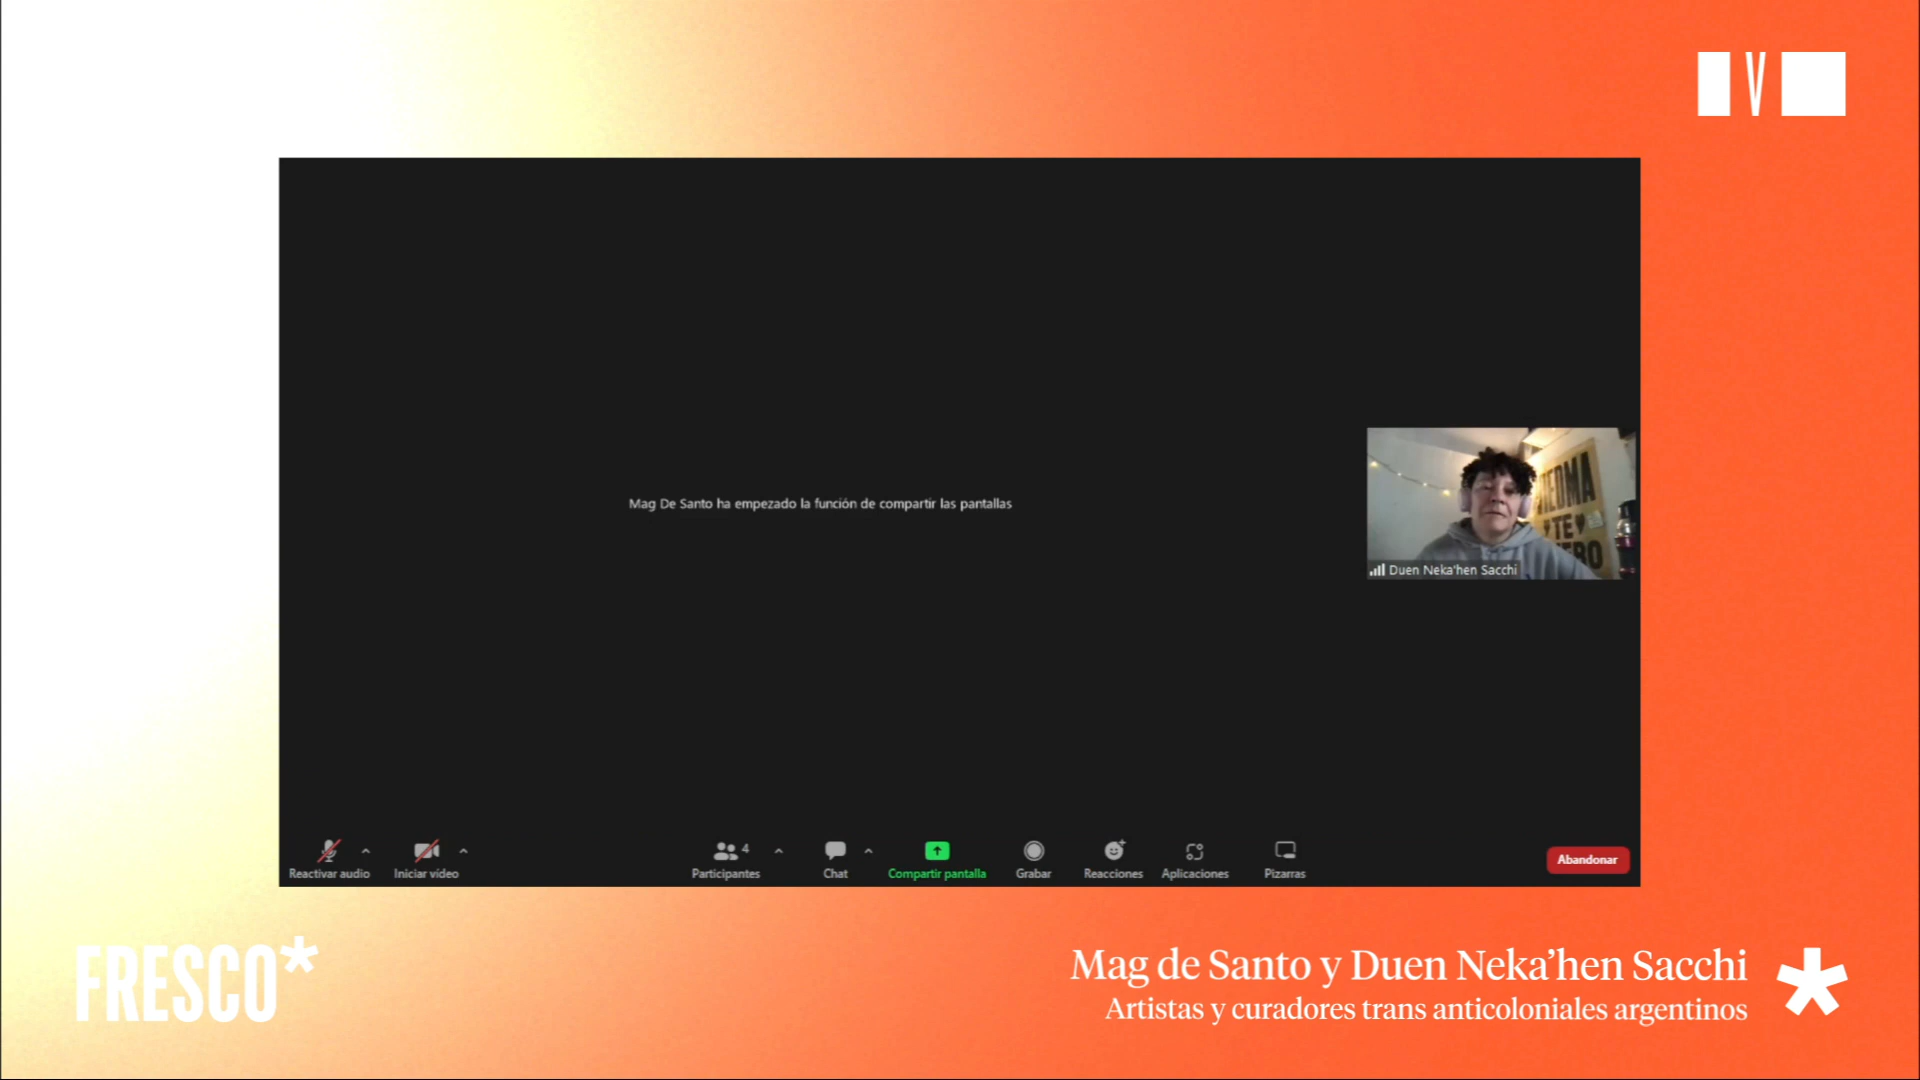 V
Mag De Santo ha empezado la función de compartir las pantallas
TE
Duen Neka'hen Sacchi
4
Reactivar audio
Iniciar vídeo
Participantes
Chat
Compartir pantalla
Grabar
Reacciones
Aplicaciones
Pizarras
Abandonar
FRESCO*
Mag de Santo y Duen Neka’hen Sacchi
Artistas y curadores trans anticoloniales argentinos